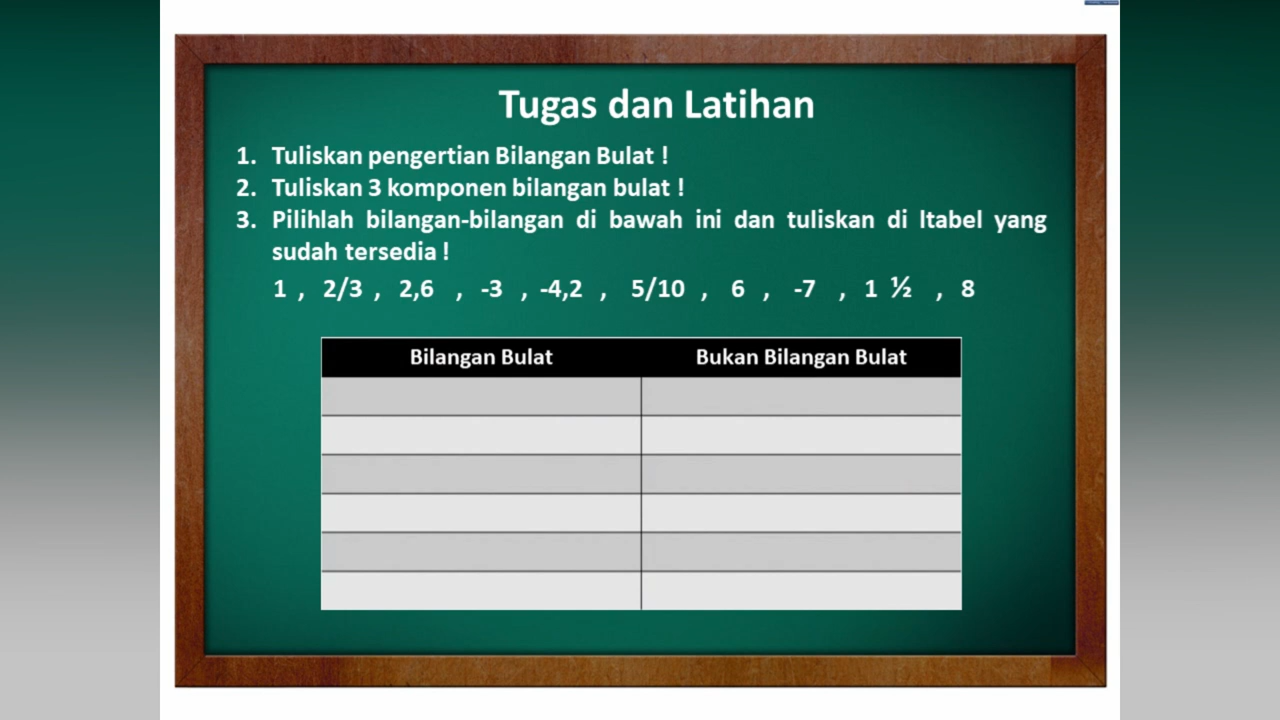 Tugas dan Latihan
1. Tuliskan pengertian Bilangan Bulat !
2. Tuliskan 3 komponen bilangan bulat !
3. Pilihlah bilangan-bilangan di bawah ini dan tuliskan di ltabel yang
sudah tersedia !
1 , 2/3 , 2,6 , -3 , -4,2 , 5/10 , 6 , -7 , 1 ½ , 8
Bilangan Bulat Bukan Bilangan Bulat